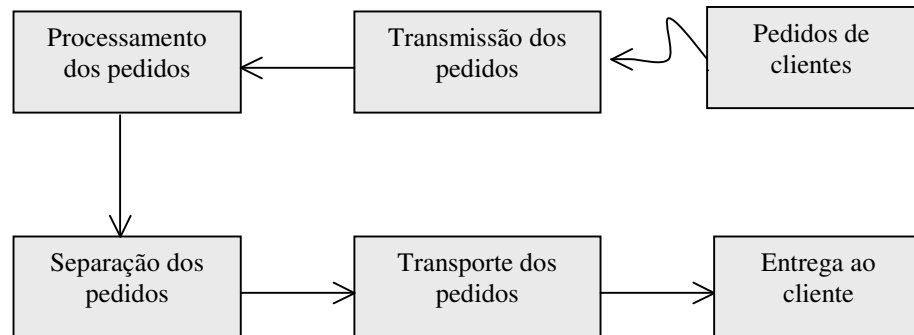 Processamento
dos pedidos
Transmissão dos
pedidos
Pedidos de
clientes
Separação dos
pedidos
Transporte dos
pedidos
Entrega ao
cliente